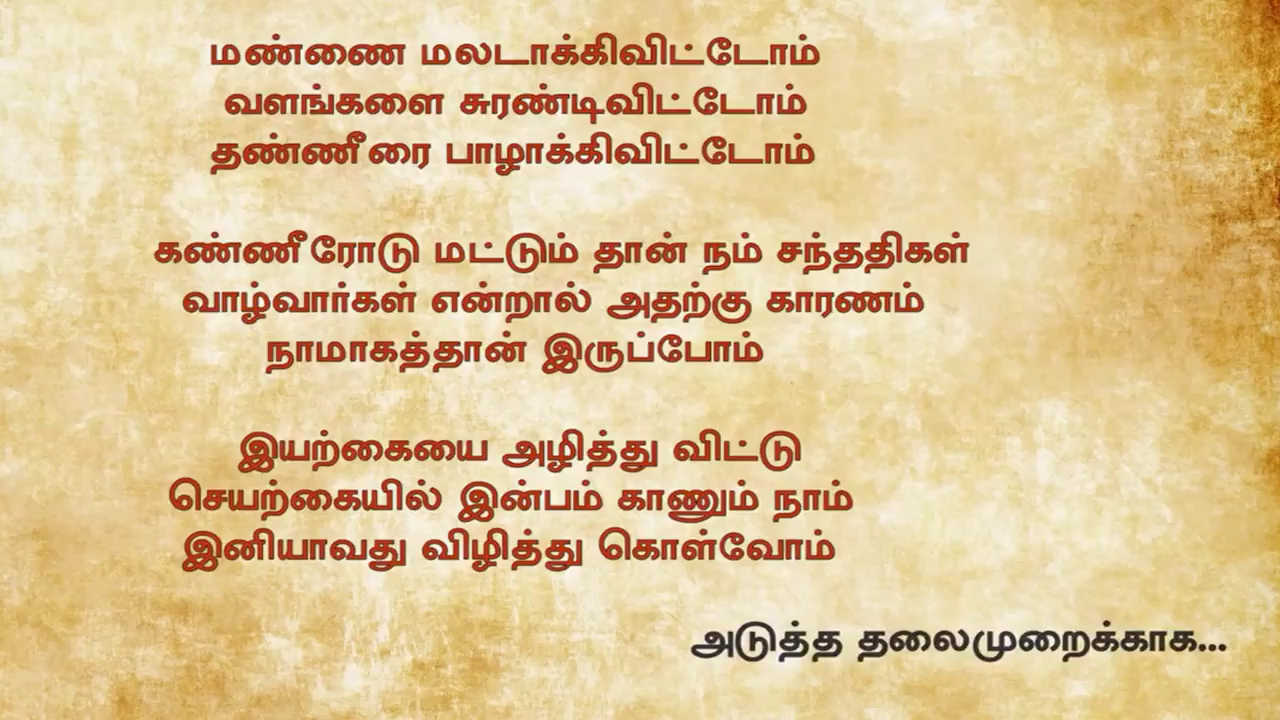 மண்ணை மலடாக்கிவிட்டோம்
வளங்களை சுரண்டிவிட்டோம்
தண்ணீரை பாழாக்கிவிட்டோம்
கண்ணீரோடு மட்டும் தான் நம் சந்ததிகள்
வாழ்வார்கள் என்றால் அதற்கு காரணம்
நாமாகத்தான் இருப்போம்
இயற்கையை அழித்து விட்டு
செயற்கையில் இன்பம் காணும் நாம்
இனியாவது விழித்து கொள்வோம்
அடுத்த தலைமுறைக்காக...